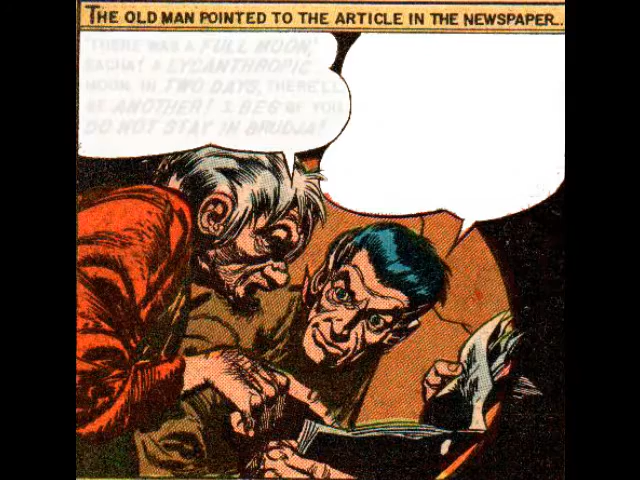 THE OLD MAN POINTED TO THE ARTICLE IN THE NEWSPAPER..
"THERE WAS A FULL MOON,
SACHA! A LYCANTHROPIC
MOON. IN TWO DAYS, THERE'LL
BE ANOTHER! I BEG OF YOU,
DO NOT STAY IN BRUDJA!